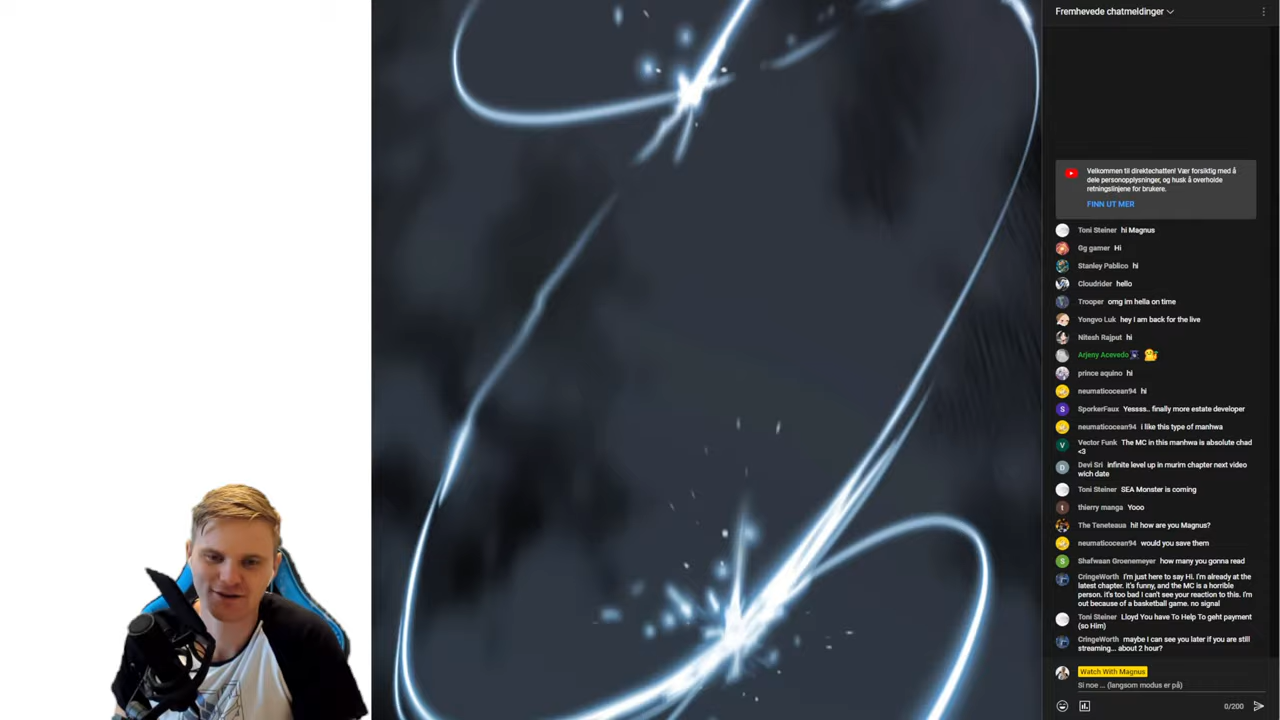 Fremhevede chatmeldinger
Velkommen til direktechatten! Vær forsiktig med å
dele personopplysninger, og husk å overholde
retningslinjene for brukere.
FINN UT MER
Toni Steiner hi Magnus
Gg gamer Hi
Stanley Pablico hi
Cloudrider hello
Trooper omg im hella on time
Yongvo Luk hey I am back for the live
Nitesh Rajput hi
Arjeny Acevedo
prince aquino hi
neumaticocean94 hi
S SporkerFaux Yessss.. finally more estate developer
neumaticocean94 i like this type of manhwa
V Vector Funk The MC in this manhwa is absolute chad
<3
D Devi Sri infinite level up in murim chapter next video
wich date
Toni Steiner SEA Monster is coming
t thierry manga Yooo
The Teneteaua hi! how are you Magnus?
neumaticocean94 would you save them
S Shafwaan Groenemeyer how many you gonna read
CringeWorth I'm just here to say Hi. I'm already at the
latest chapter. it's funny, and the MC is a horrible
person. it's too bad I can't see your reaction to this. I'm
out because of a basketball game. no signal
Toni Steiner Lloyd You have To Help To geht payment
(so Him)
CringeWorth maybe I can see you later if you are still
streaming... about 2 hour?
Watch With Magnus
Si noe ... (langsom modus er på)
0/200